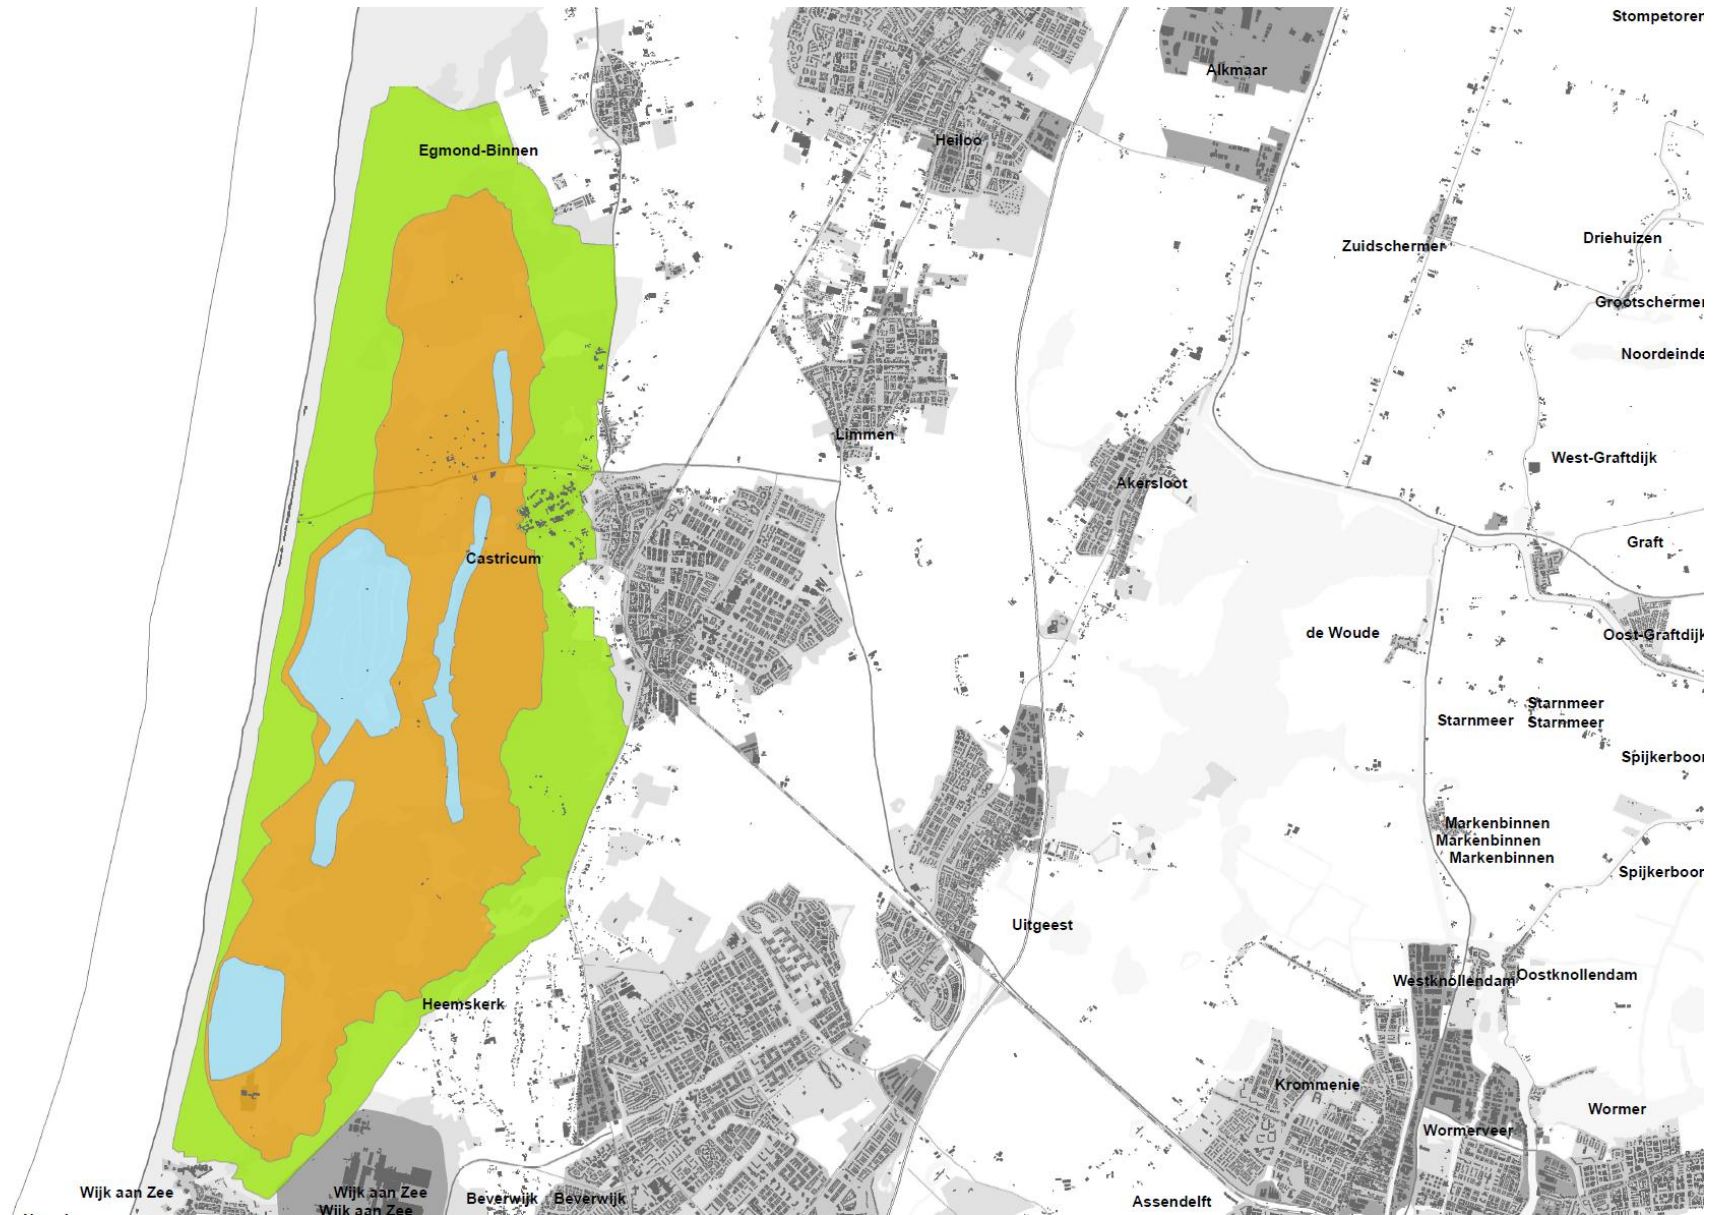 Stompetoren
Alkmaar
Heiloo
Egmond-Binnen
Driehuizen
Zuidschermer
Grootschermer
Noordeinde
Limmen
West-Graftdijk
Akersloot
Graft
Castricum
de Woude
Oost-Graftdijk
Starnmeer
Starnmeer
Starnmeer
Spijkerboor
Markenbinnen
Markenbinnen
Markenbinnen
Spijkerboor
Uitgeest
Oostknollendam
Westknollendam
Heemskerk
Krommenie
Wormer
Wormerveer
Wijk aan Zee
Wijk aan Zee
Beverwijk
Beverwijk
Assendelft
Wijk aan Zee